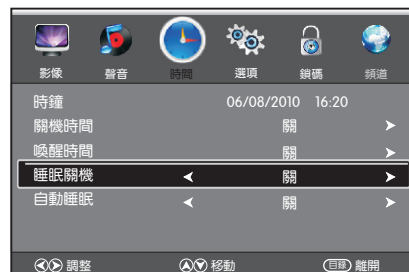 影像 聲音 時間 選項 鎖碼 頻道
時鐘 06/08/2010 16:20
關機時間 關
喚醒時間 關
睡眠關機 關
自動睡眠 關
調整 移動 目錄 離開